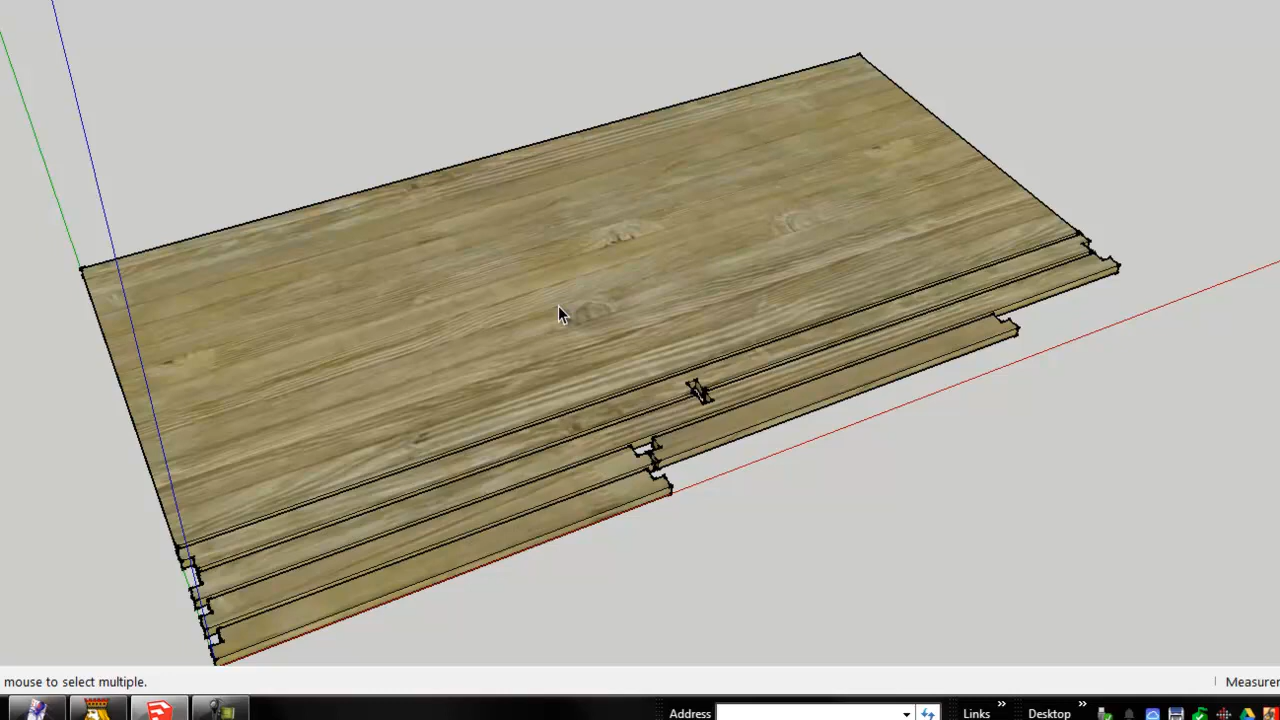 mouse to select multiple.
Measurer
Address
Links
Desktop